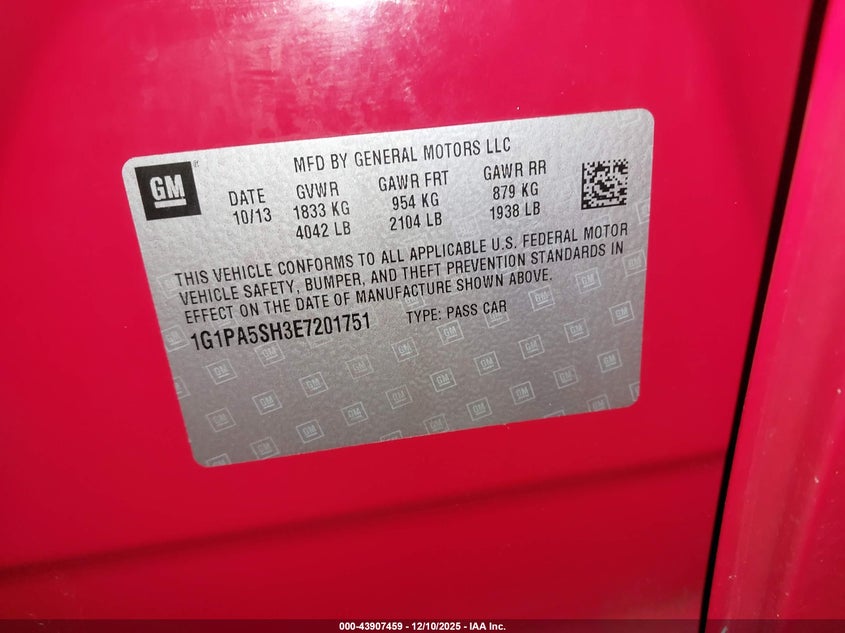 GM
MFD BY GENERAL MOTORS LLC
DATE
10/13
GVWR
1833 KG
4042 LB
GAWR FRT
954 KG
2104 LB
GAWR RR
879 KG
1938 LB
THIS VEHICLE CONFORMS TO ALL APPLICABLE U.S. FEDERAL MOTOR
VEHICLE SAFETY, BUMPER, AND THEFT PREVENTION STANDARDS IN
EFFECT ON THE DATE OF MANUFACTURE SHOWN ABOVE.
1G1PA5SH3E7201751 TYPE: PASS CAR
000-43907459 - 12/10/2025 - IAA Inc.